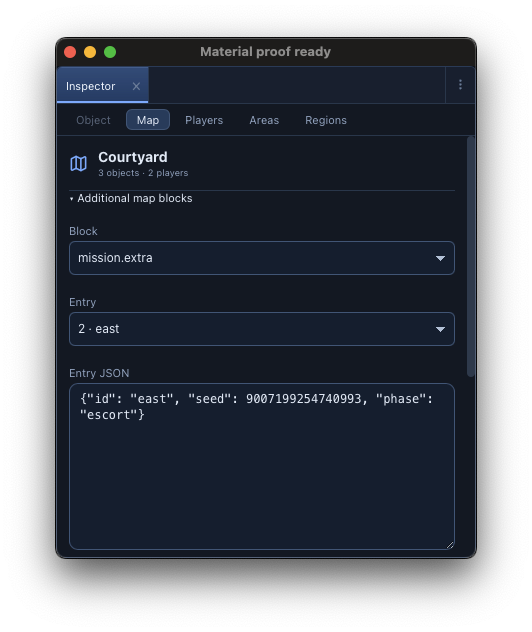 Material proof ready
Inspector
Object Map Players Areas Regions
Courtyard
3 objects · 2 players
Additional map blocks
Block
mission.extra
Entry
2 · east
Entry JSON
{"id": "east", "seed": 9007199254740993, "phase":
"escort"}